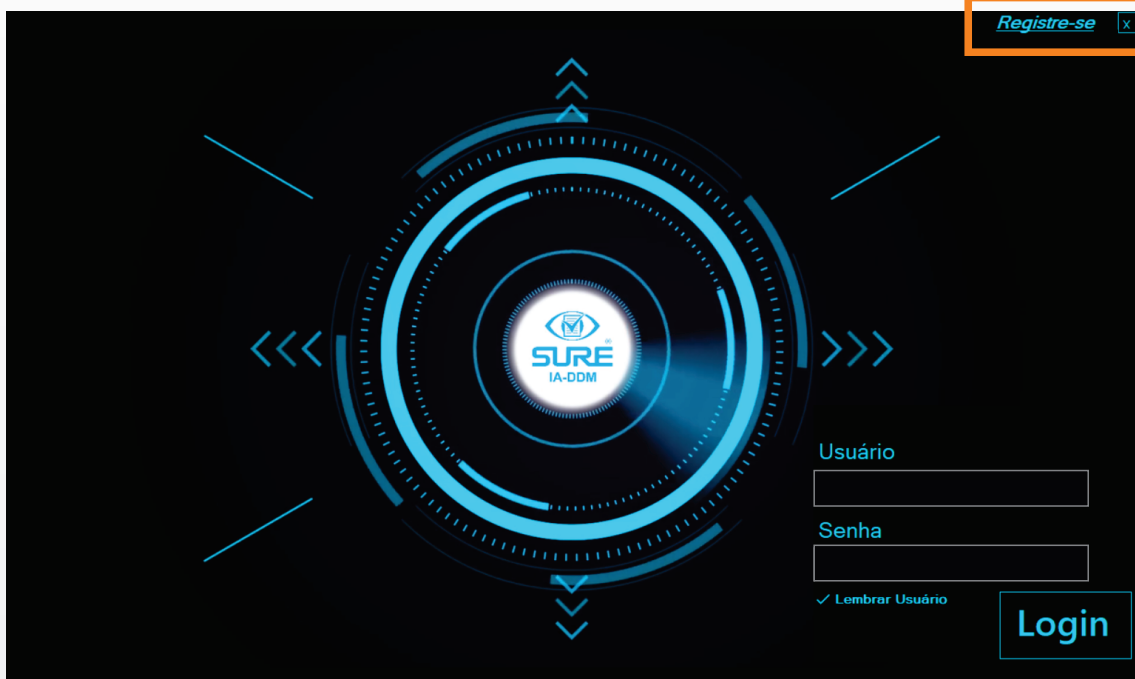 Registre-se x
SURE®
IA-DDM
Usuário
Senha
Lembrar Usuário
Login